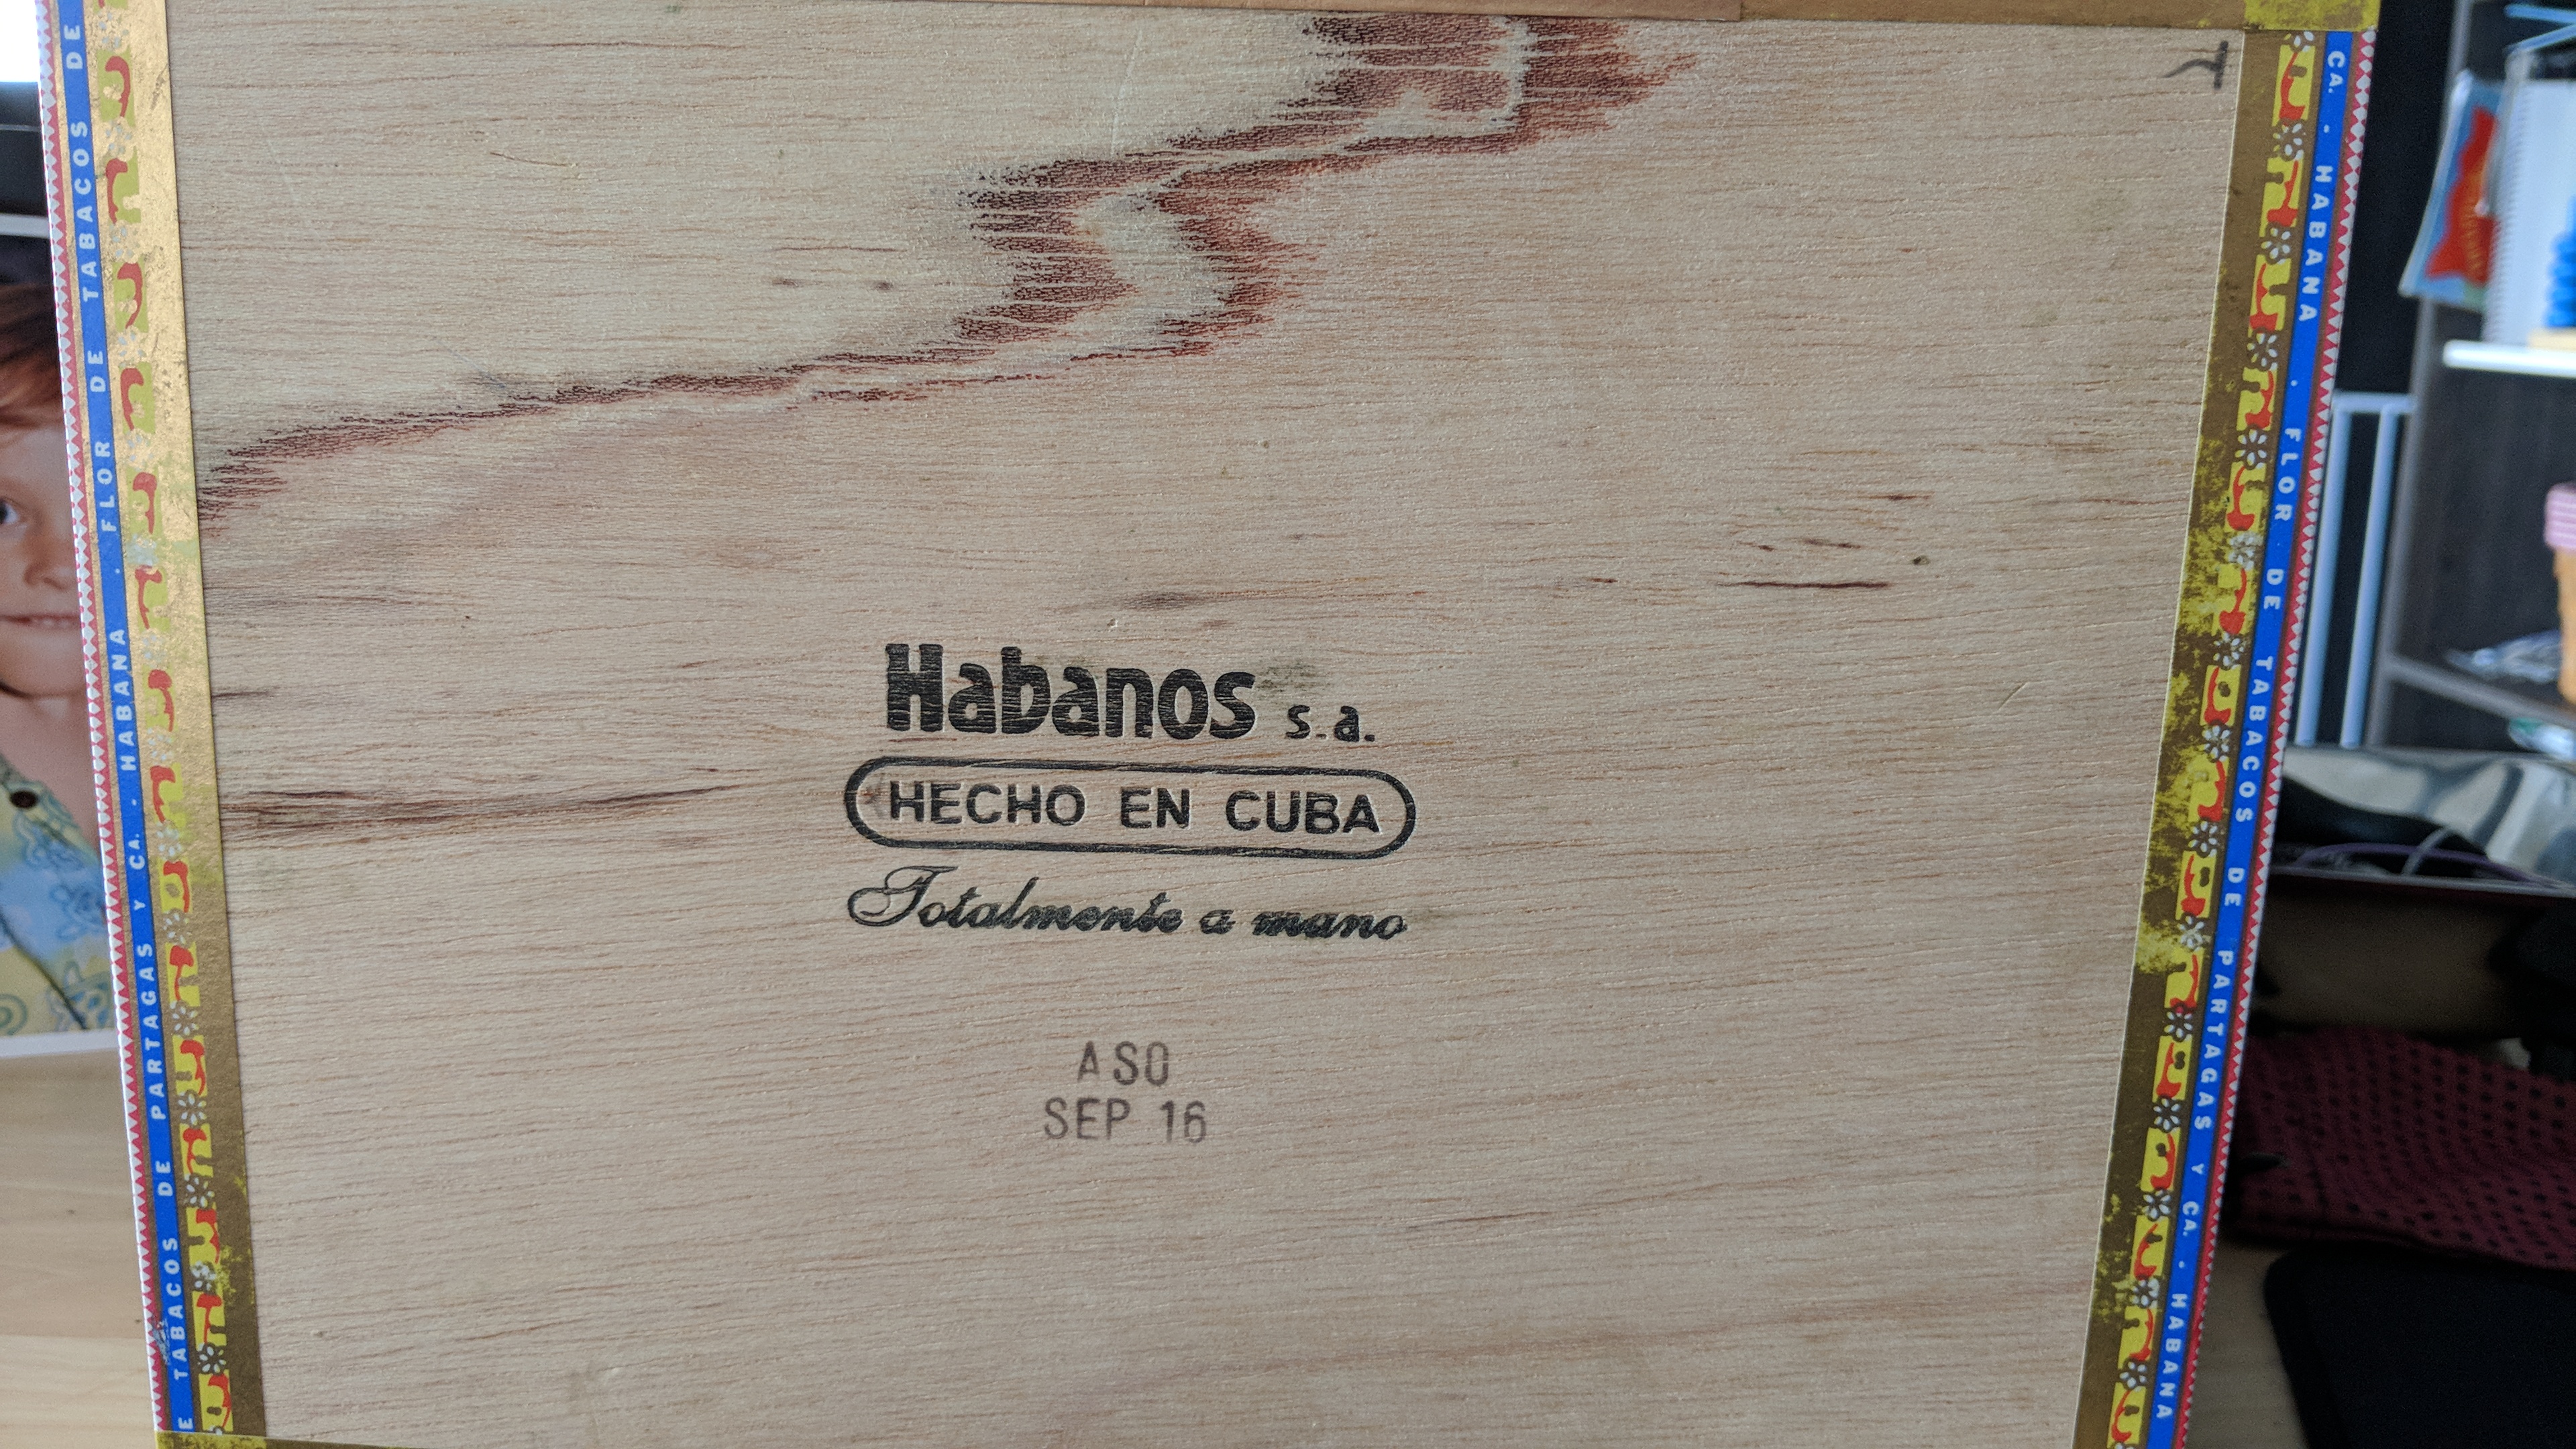 Habanos s.a.
HECHO EN CUBA
Totalmente a mano
ASO
SEP 16
E TABACOS DE PARTAGAS Y CA. · HABANA · FLOR DE TABACOS DE
CA. · HABANA · FLOR DE TABACOS DE PARTAGAS Y CA. · HABANA